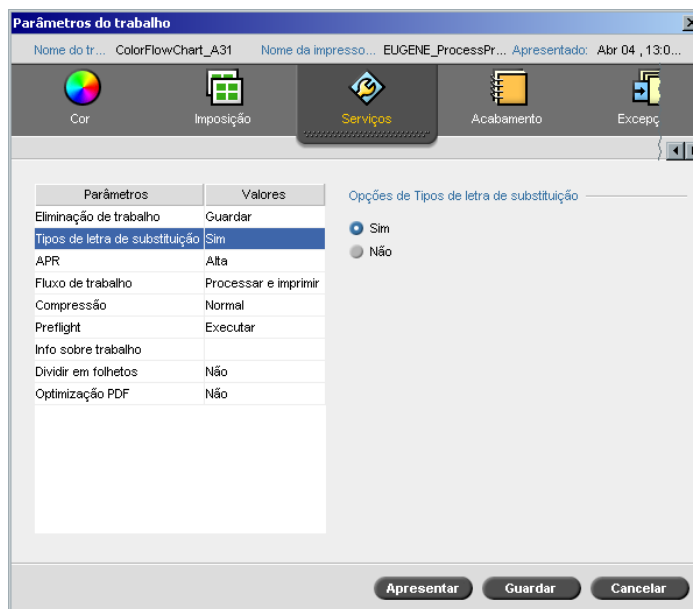 Parâmetros do trabalho
Nome do tr... ColorFlowChart_A31 Nome da impresso... EUGENE_ProcessPr... Apresentado: Abr 04 , 13:0...
Cor Imposição Serviços Acabamento Excepç
Parâmetros Valores
Eliminação de trabalho Guardar
Tipos de letra de substituição Sim
APR Alta
Fluxo de trabalho Processar e imprimir
Compressão Normal
Preflight Executar
Info sobre trabalho
Dividir em folhetos Não
Optimização PDF Não
Opções de Tipos de letra de substituição
Sim
Não
Apresentar Guardar Cancelar